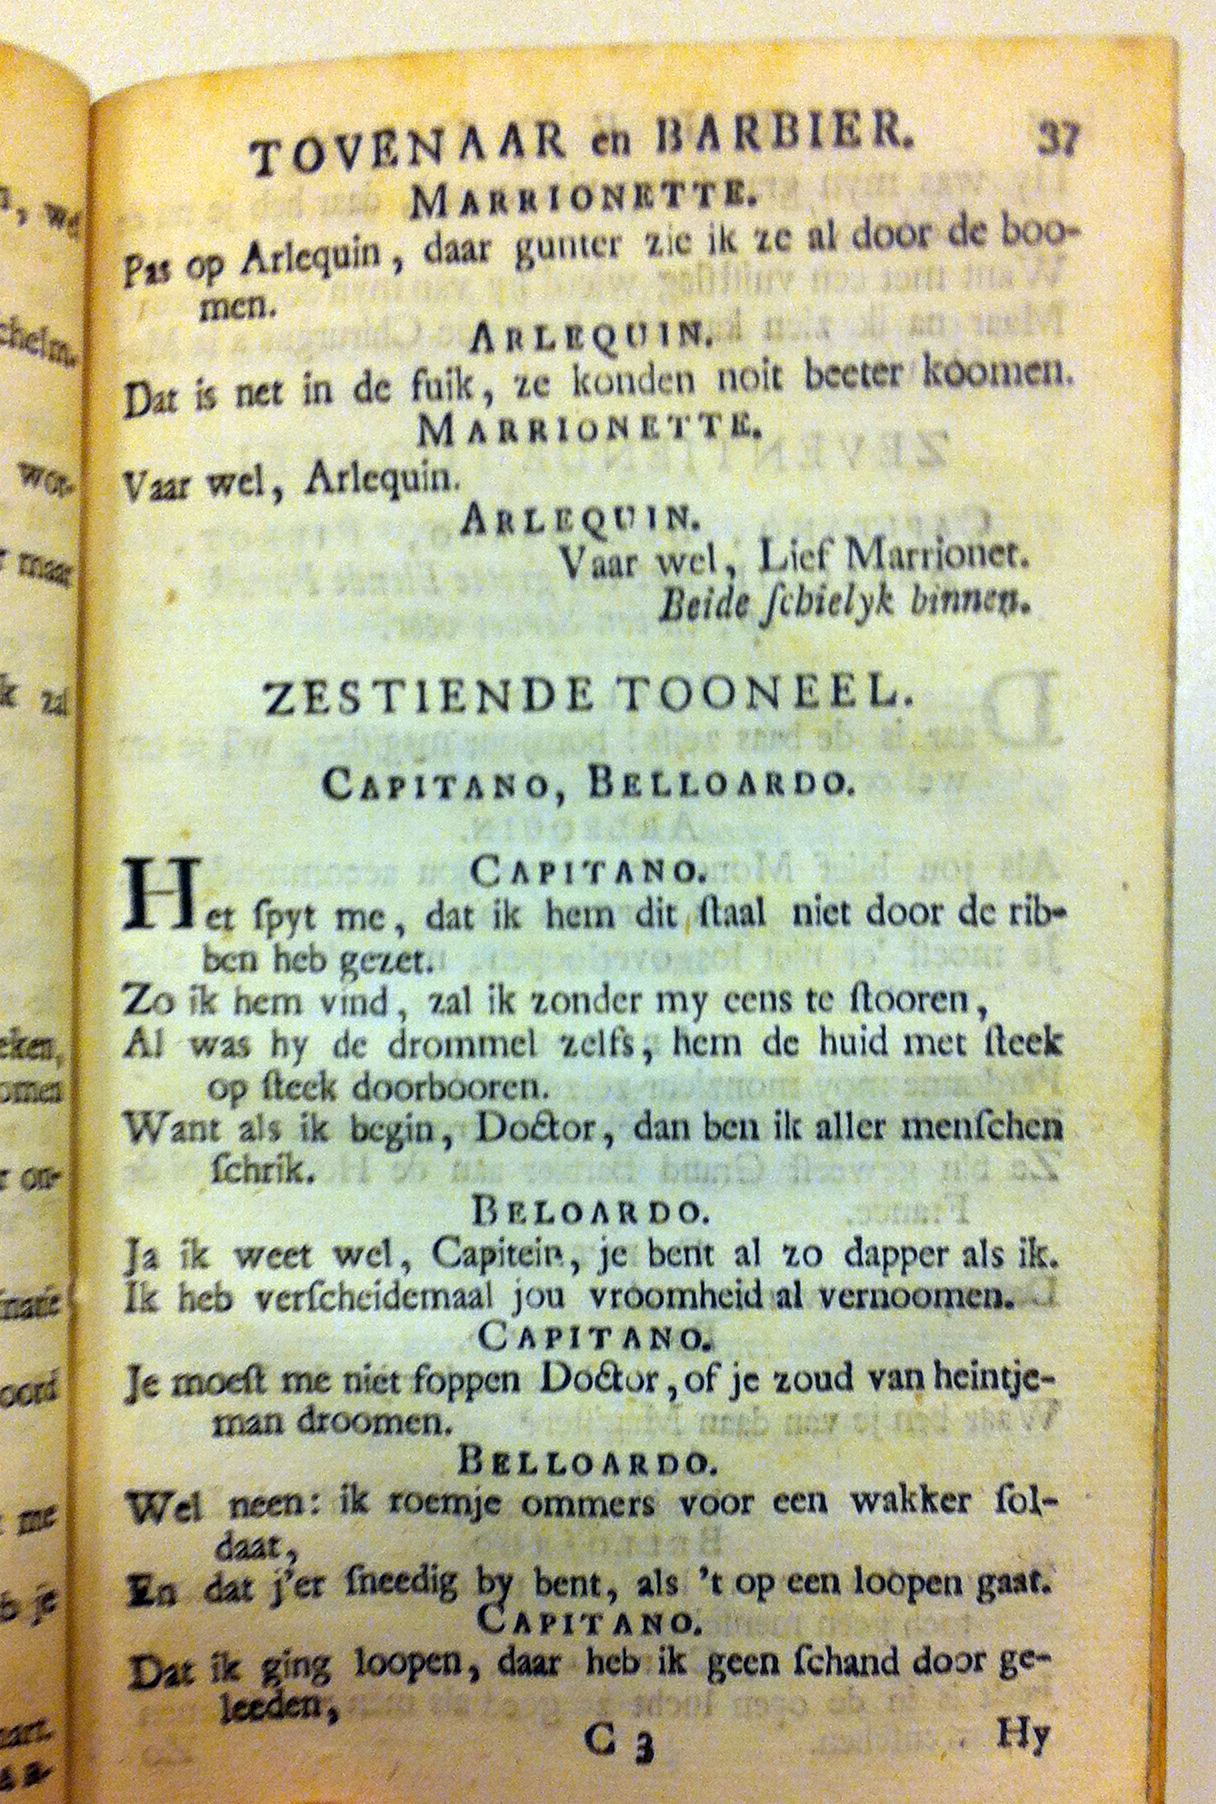 TOVENAAR en BARBIER. 37
MARRIONETTE.
Pas op Arlequin, daar gunter zie ik ze al door de boo-
men.
ARLEQUIN.
Dat is net in de fuik, ze konden noit beeter koomen.
MARRIONETTE.
Vaar wel, Arlequin.
ARLEQUIN.
Vaar wel, Lief Marrionet.
Beide ſchielyk binnen.
ZESTIENDE TOONEEL.
CAPITANO, BELLOARDO.
CAPITANO.
Het ſpyt me, dat ik hem dit ſtaal niet door de rib-
ben heb gezet.
Zo ik hem vind, zal ik zonder my eens te ſtooren,
Al was hy de drommel zelfs, hem de huid met ſteek
op ſteek doorbooren.
Want als ik begin, Doctor, dan ben ik aller menſchen
ſchrik.
BELOARDO.
Ja ik weet wel, Capitein, je bent al zo dapper als ik.
Ik heb verſcheidemaal jou vroomheid al vernoomen.
CAPITANO.
Je moeſt me niet foppen Doctor, of je zoud van heintje-
man droomen.
BELLOARDO.
Wel neen: ik roemje ommers voor een wakker ſol-
daat,
En dat j'er ſneedig by bent, als 't op een loopen gaat.
CAPITANO.
Dat ik ging loopen, daar heb ik geen ſchand door ge-
leeden,
C 3 Hy